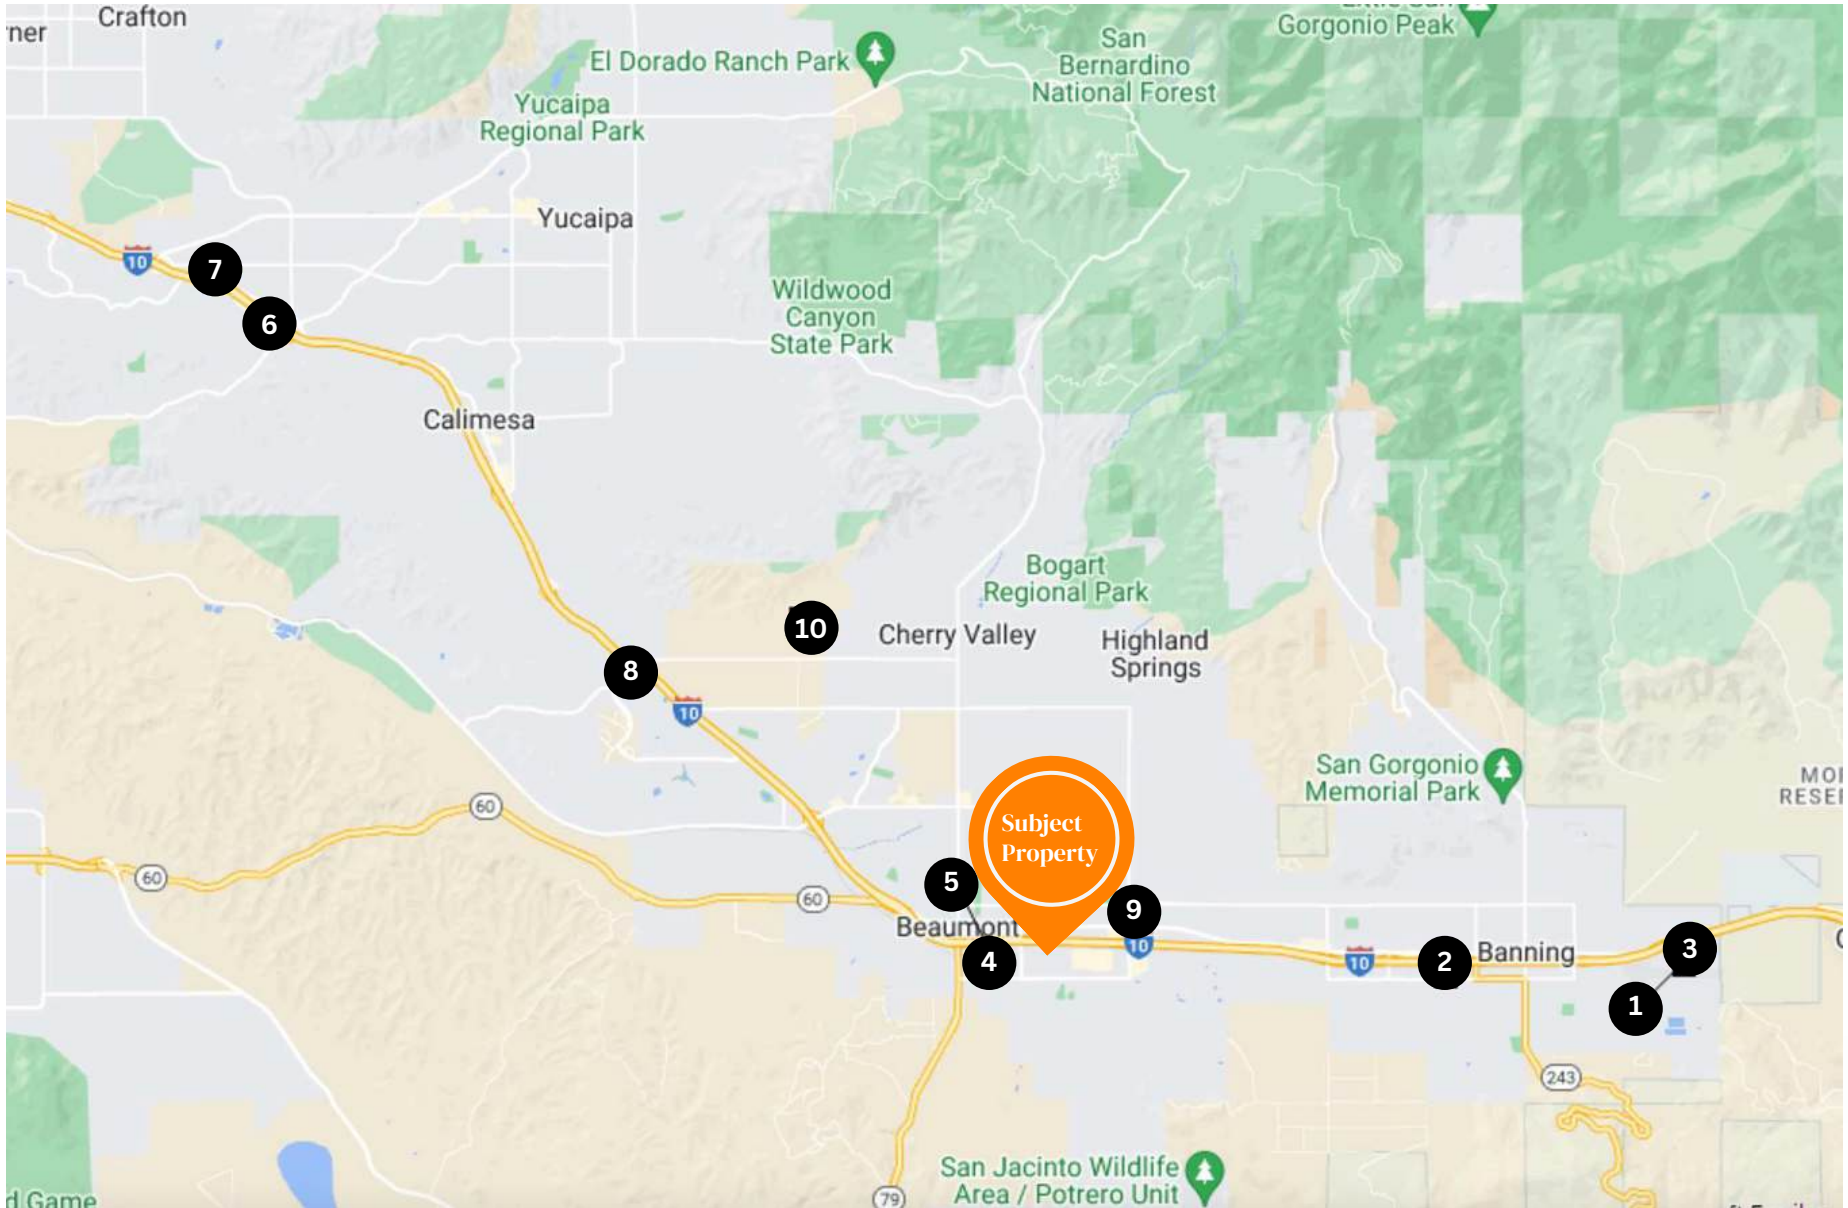 Crafton
El Dorado Ranch Park
San
Bernardino
National Forest
Gorgonio Peak
Yucaipa
Regional Park
Yucaipa
10
7
6
Wildwood
Canyon
State Park
Calimesa
Bogart
Regional Park
10
Cherry Valley
Highland
Springs
8
10
San Gorgonio
Memorial Park
60
60
60
Subject
Property
5
9
Beaumont
4
10
10
2
Banning
3
1
243
San Jacinto Wildlife
Area / Potrero Unit
79
Game